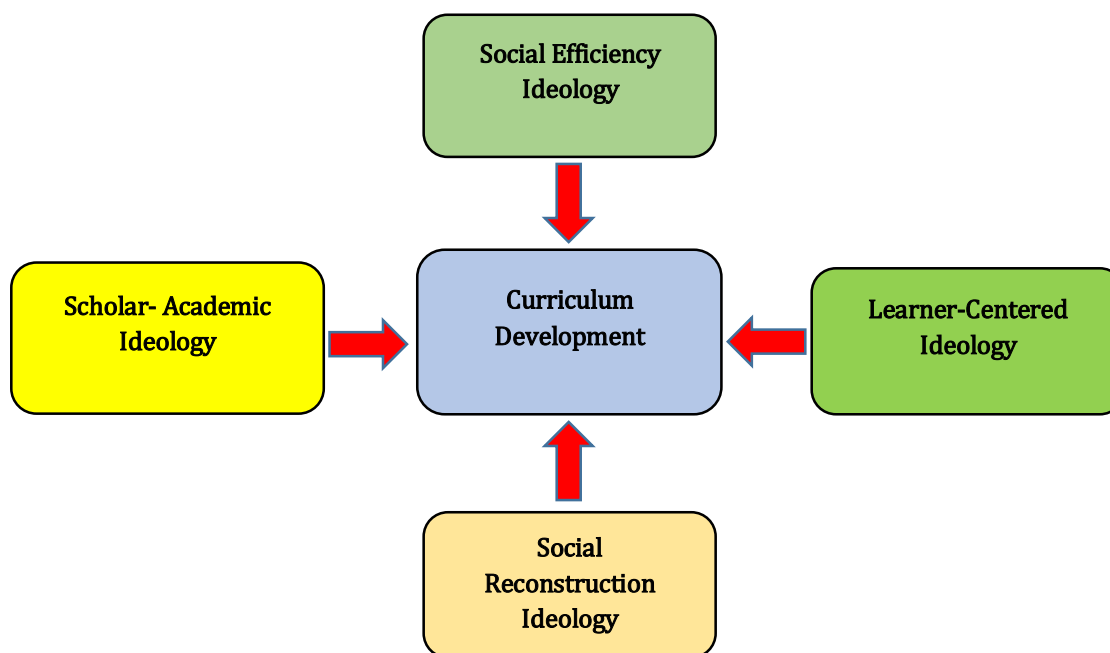 Social Efficiency
Ideology
Scholar- Academic
Ideology
Curriculum
Development
Learner-Centered
Ideology
Social
Reconstruction
Ideology